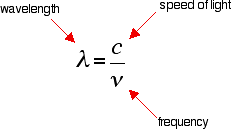 speed of light
wavelength
λ = c/ν
frequency